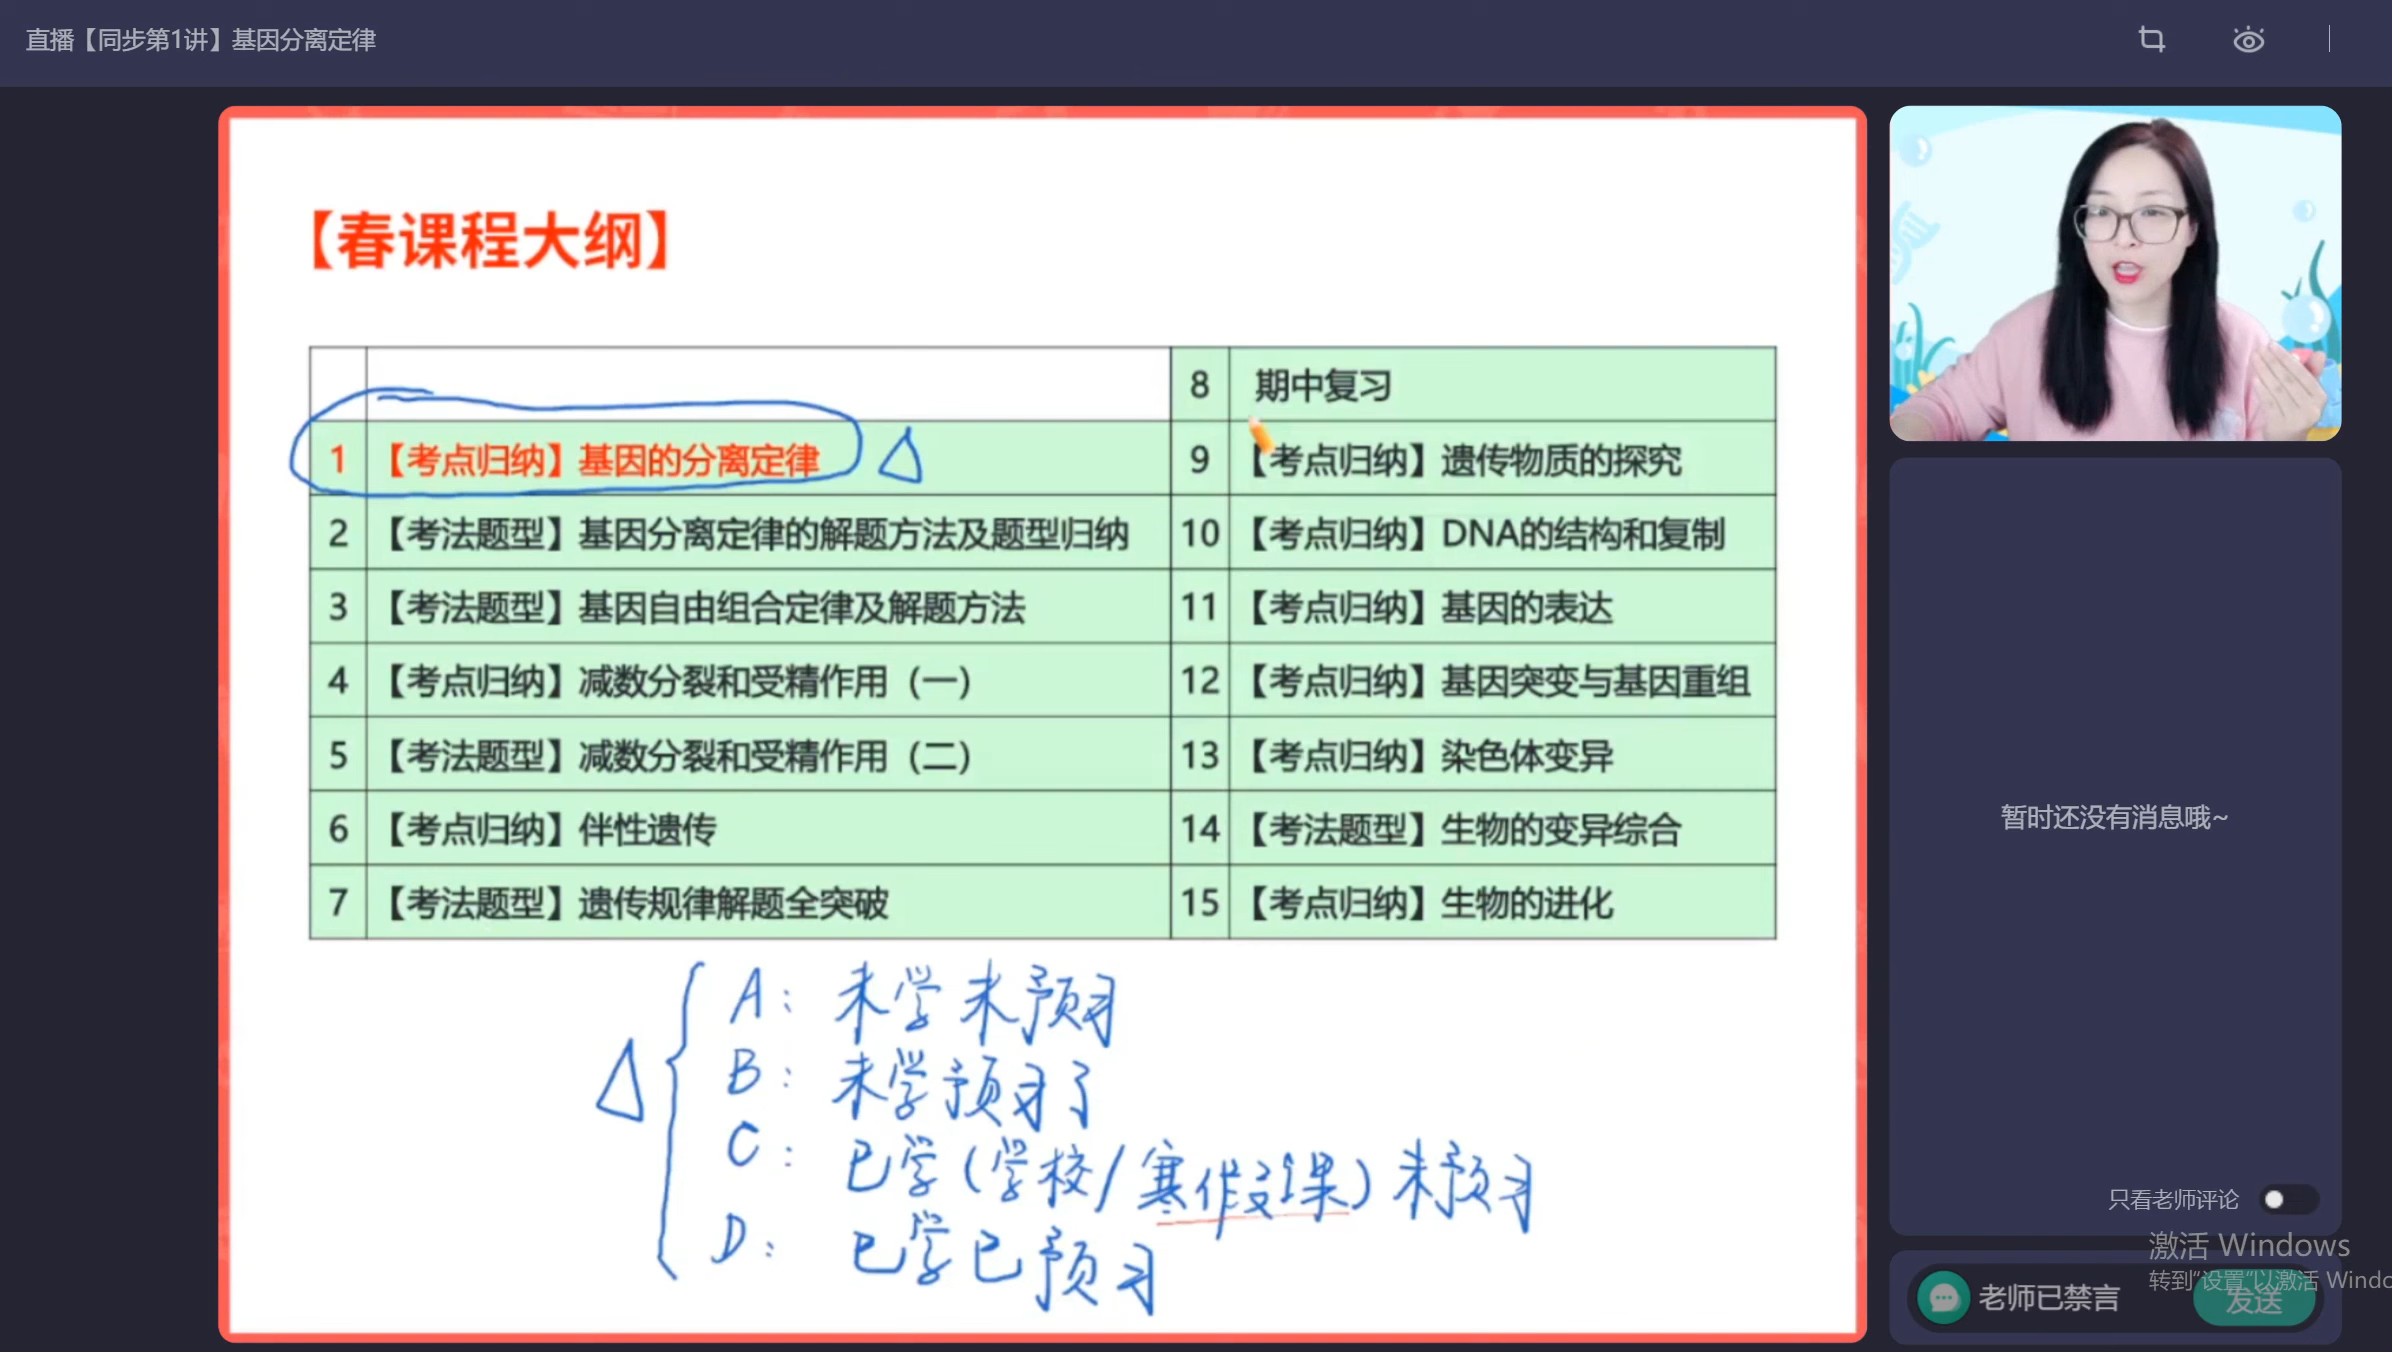 直播【同步第1讲】基因分离定律
【春课程大纲】
1 【考点归纳】基因的分离定律
2 【考法题型】基因分离定律的解题方法及题型归纳
3 【考法题型】基因自由组合定律及解题方法
4 【考点归纳】减数分裂和受精作用（一）
5 【考法题型】减数分裂和受精作用（二）
6 【考点归纳】伴性遗传
7 【考法题型】遗传规律解题全突破
8 期中复习
9 【考点归纳】遗传物质的探究
10 【考点归纳】DNA的结构和复制
11 【考点归纳】基因的表达
12 【考点归纳】基因突变与基因重组
13 【考点归纳】染色体变异
14 【考法题型】生物的变异综合
15 【考点归纳】生物的进化
A：未学未预习
B：未学预习了
C：已学(学校/寒假课)未预习
D：已学已预习
暂时还没有消息哦~
只看老师评论
激活 Windows
转到"设置"以激活 Windo
老师已禁言
发送